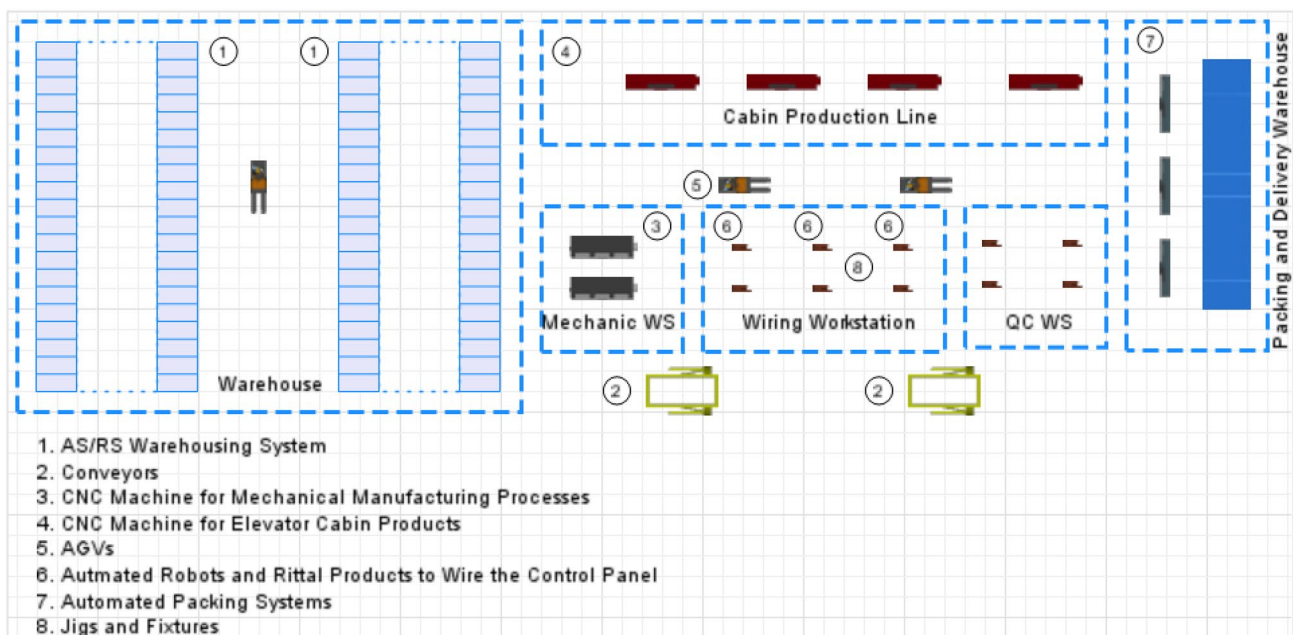 1
1
4
7
Cabin Production Line
Packing and Delivery Warehouse
5
3
6
6
6
8
Mechanic WS
Wiring Workstation
QC WS
Warehouse
2
2
1. AS/RS Warehousing System
2. Conveyors
3. CNC Machine for Mechanical Manufacturing Processes
4. CNC Machine for Elevator Cabin Products
5. AGVs
6. Autmated Robots and Rittal Products to Wire the Control Panel
7. Automated Packing Systems
8. Jigs and Fixtures